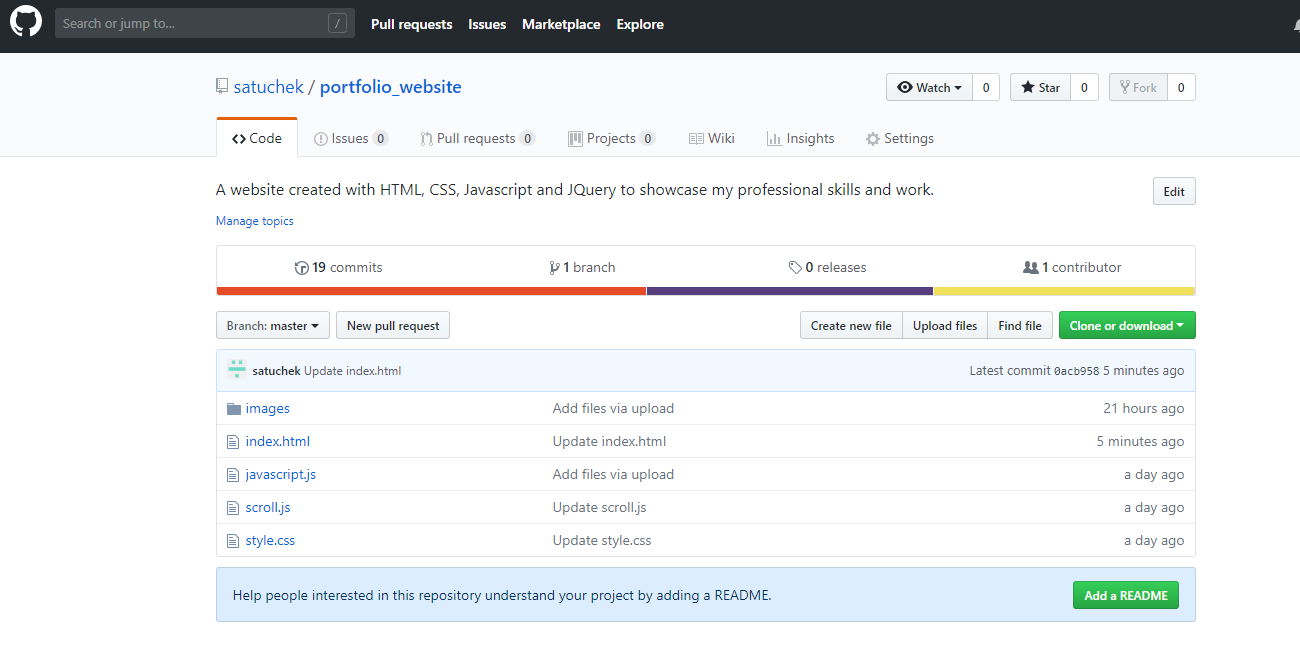 Search or jump to... / Pull requests Issues Marketplace Explore
satuchek / portfolio_website Watch 0 Star 0 Fork 0
Code Issues 0 Pull requests 0 Projects 0 Wiki Insights Settings
A website created with HTML, CSS, Javascript and JQuery to showcase my professional skills and work. Edit
Manage topics
19 commits 1 branch 0 releases 1 contributor
Branch: master New pull request Create new file Upload files Find file Clone or download
satuchek Update index.html Latest commit 0acb958 5 minutes ago
images Add files via upload 21 hours ago
index.html Update index.html 5 minutes ago
javascript.js Add files via upload a day ago
scroll.js Update scroll.js a day ago
style.css Update style.css a day ago
Help people interested in this repository understand your project by adding a README. Add a README